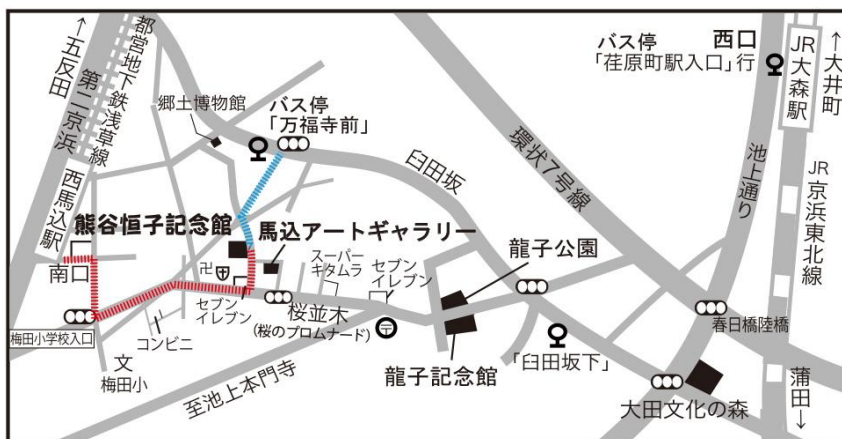 ↑五反田
第二京浜
都営地下鉄浅草線
西馬込駅
南口
郷土博物館
バス停
「万福寺前」
臼田坂
環状7号線
バス停
「荏原町駅入口」行
西口
JR大森駅
↑大井町
池上通り
JR京浜東北線
熊谷恒子記念館
馬込アートギャラリー
卍
セブン
イレブン
スーパー
キタムラ
セブン
イレブン
龍子公園
桜並木
(桜のプロムナード)
〒
龍子記念館
「臼田坂下」
春日橋陸橋
大田文化の森
蒲田→
梅田小学校入口
コンビニ
文
梅田小
至池上本門寺